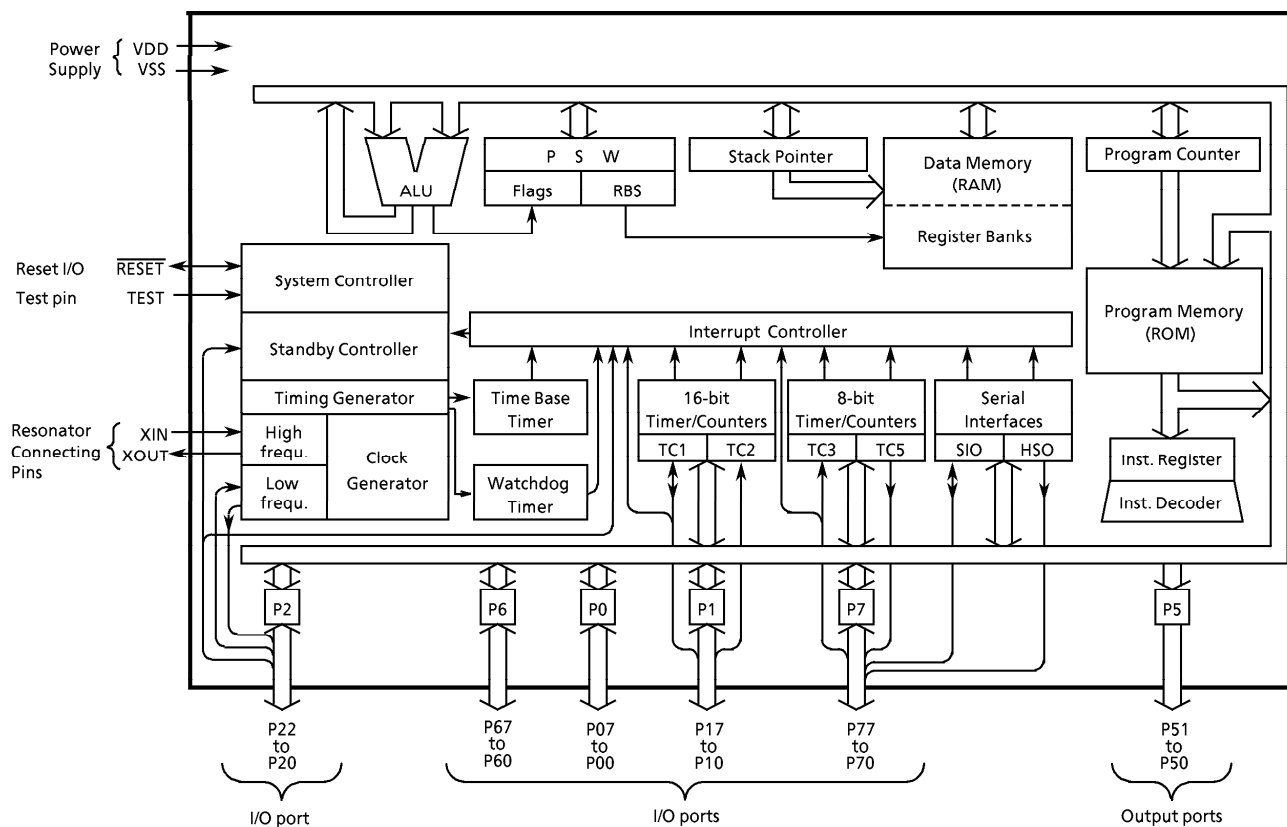 Power { VDD
Supply VSS
P S W
Stack Pointer
Data Memory
(RAM)
Program Counter
ALU
Flags
RBS
Register Banks
Reset I/O RESET
Test pin TEST
System Controller
Program Memory
(ROM)
Interrupt Controller
Standby Controller
Timing Generator
Time Base
Timer
16-bit
Timer/Counters
TC1 TC2
8-bit
Timer/Counters
TC3 TC5
Serial
Interfaces
SIO HSO
Resonator
Connecting
Pins
XIN
XOUT
High
frequ.
Low
frequ.
Clock
Generator
Watchdog
Timer
Inst. Register
Inst. Decoder
P2
P6
P0
P1
P7
P5
P22
to
P20
P67
to
P60
P07
to
P00
P17
to
P10
P77
to
P70
P51
to
P50
I/O port
I/O ports
Output ports